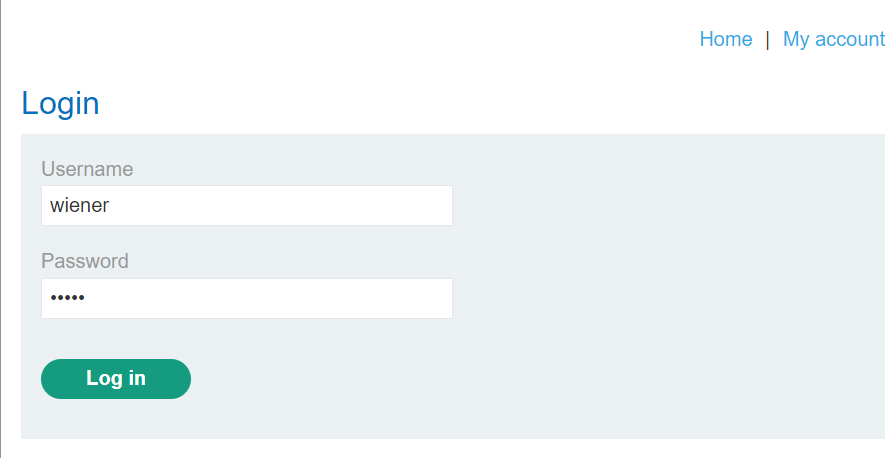 Home | My account
Login
Username
wiener
Password
•••••
Log in